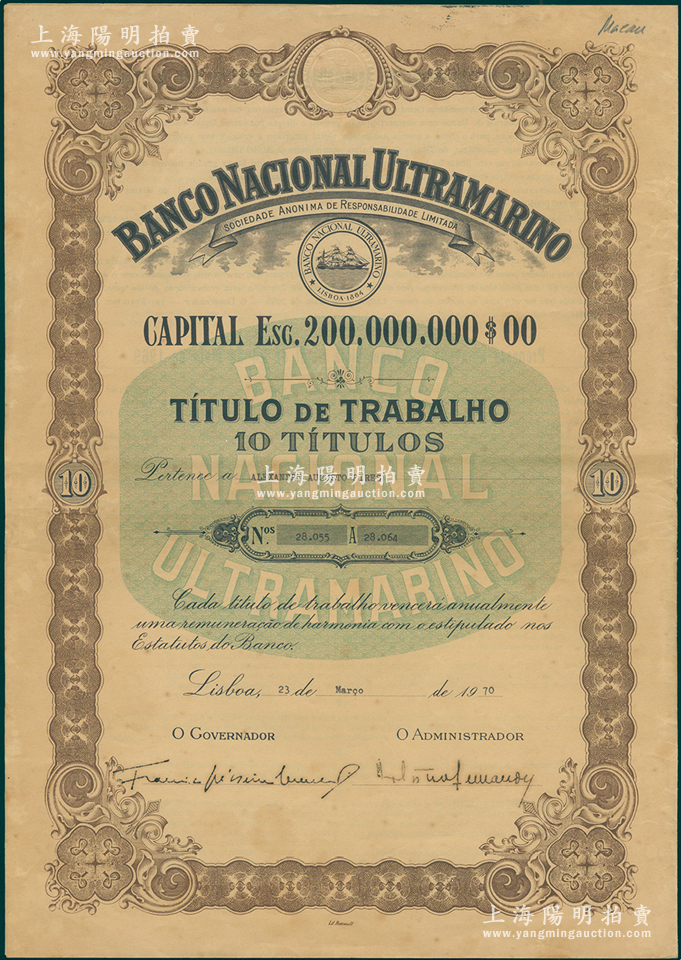 上海陽明拍賣
www.yangmingauction.com
Macau
BANCO NACIONAL ULTRAMARINO
SOCIEDADE ANONIMA DE RESPONSABILIDADE LIMITADA
BANCO NACIONAL ULTRAMARINO
LISBOA-1864
CAPITAL ESC. 200.000.000$00
BANCO
TÍTULO DE TRABALHO
10 TÍTULOS
Pertence a AUGUSTO
上海陽明拍賣
www.yangmingauction.com
NACIONAL
10 10
Nos. 28.055 A 28.064
ULTRAMARINO
Cada título de trabalho vencerá anualmente
uma remuneração de harmonia com o estipulado nos
Estatutos do Banco.
Lisboa, 23 de Março de 1970
O GOVERNADOR O ADMINISTRADOR
上海陽明拍賣
www.yangmingauction.com